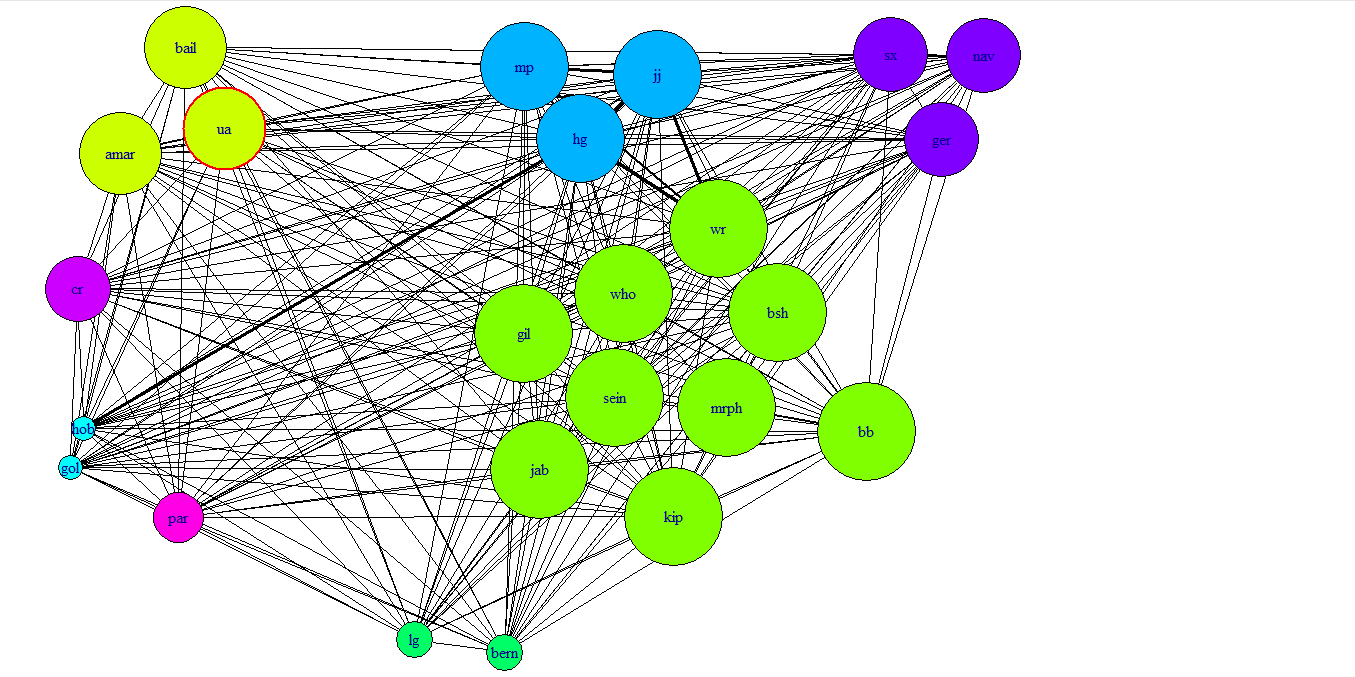 bail
mp
jj
sx
nav
ua
hg
ger
amar
wr
cr
who
bsh
gil
sein
mrph
hob
bb
gol
jab
par
kip
lg
bern